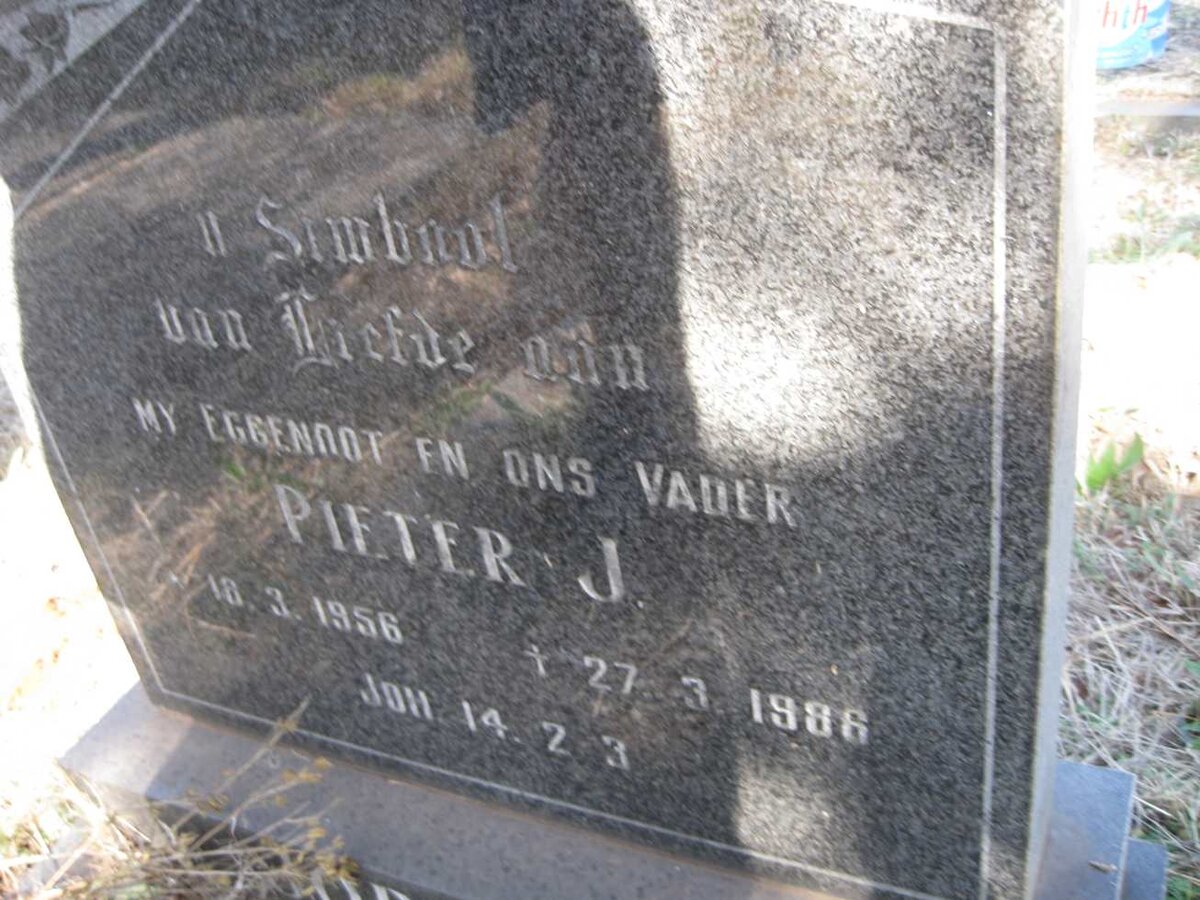 n Simbool
van Liefde aan
MY EGGENOOT EN ONS VADER
PIETER J.
* 18. 3. 1956
† 27. 3. 1986
JOH. 14. 2. 3